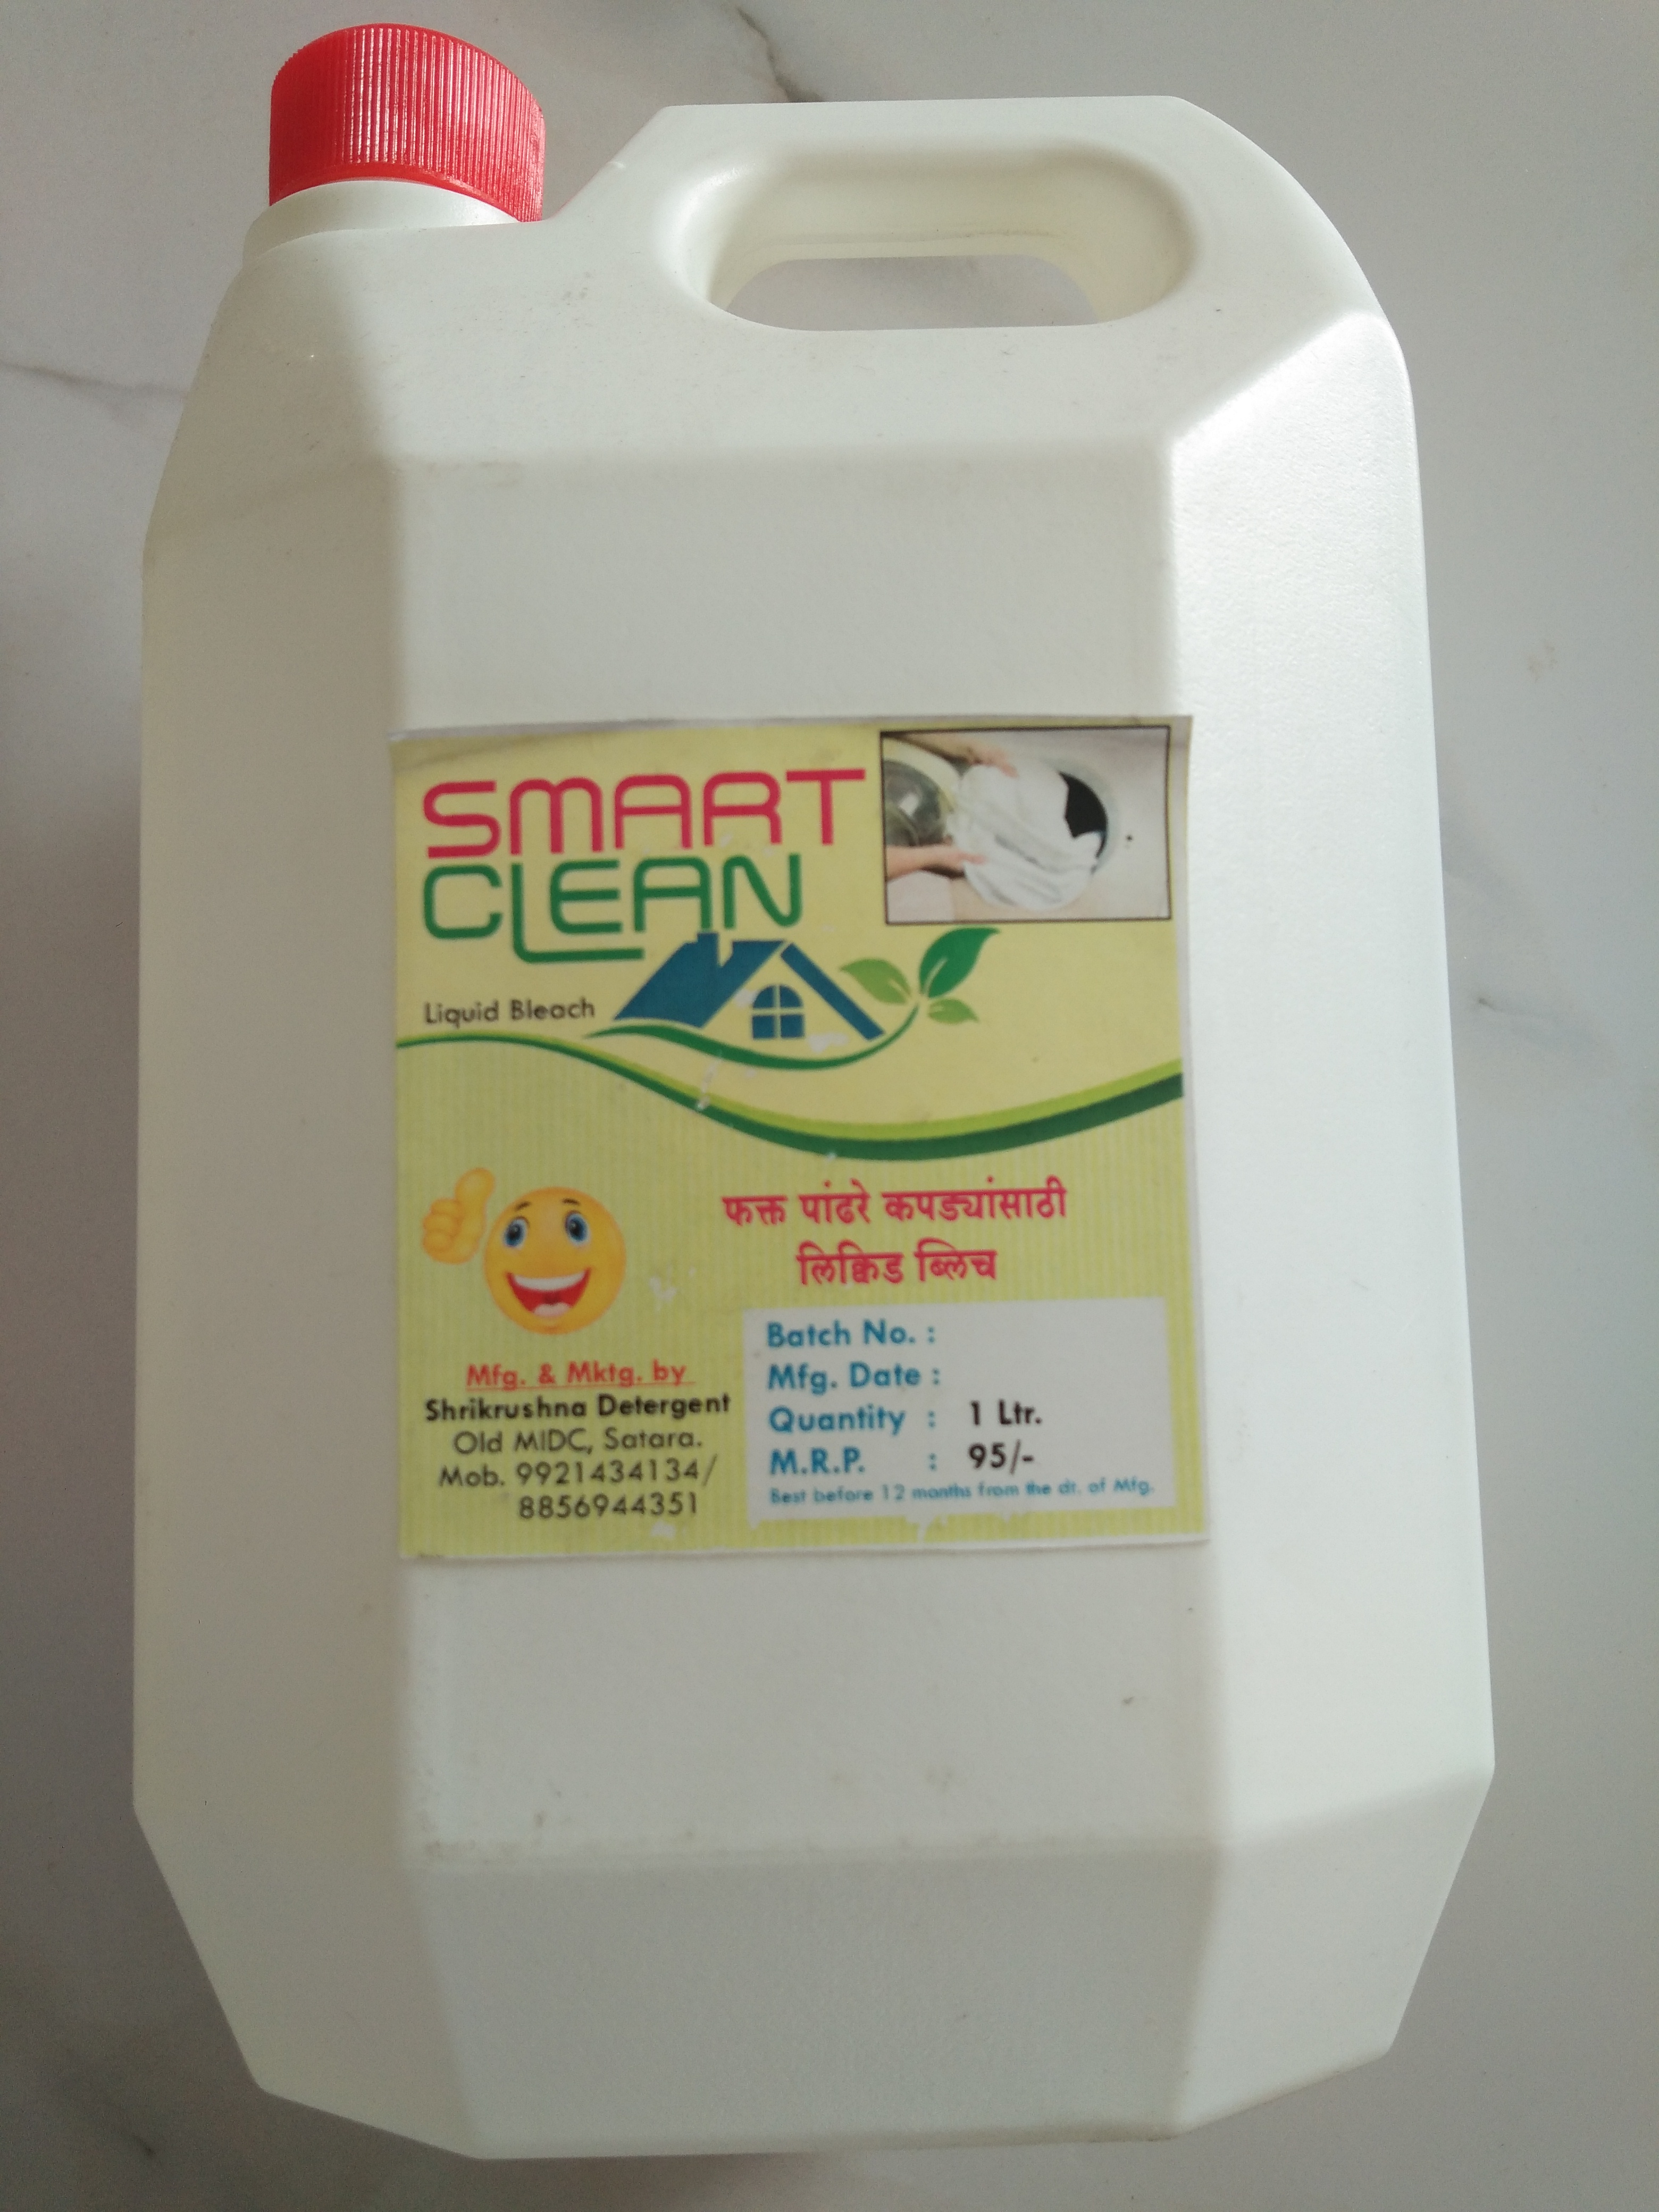 SMART
CLEAN
Liquid Bleach
फक्त पांढरे कपड्यांसाठी
लिक्विड ब्लिच
Mfg. & Mktg. by
Shrikrushna Detergent
Old MIDC, Satara.
Mob. 9921434134/
8856944351
Batch No. :
Mfg. Date :
Quantity : 1 Ltr.
M.R.P. : 95/-
Best before 12 months from the dt. of Mfg.